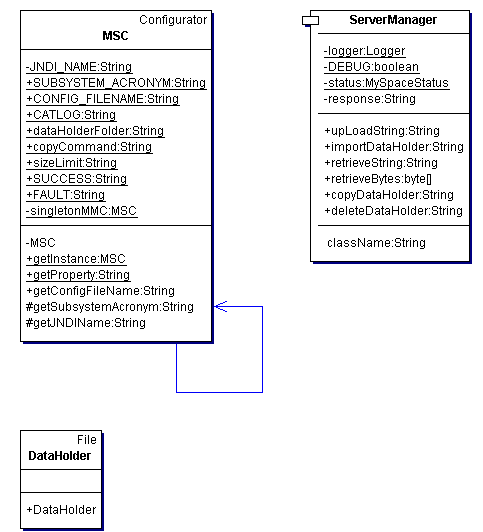 Configurator
MSC
-JNDI_NAME:String
+SUBSYSTEM_ACRONYM:String
+CONFIG_FILENAME:String
+CATLOG:String
+dataHolderFolder:String
+copyCommand:String
+sizeLimit:String
+SUCCESS:String
+FAULT:String
-singletonMMC:MSC
-MSC
+getInstance:MSC
+getProperty:String
+getConfigFileName:String
#getSubsystemAcronym:String
#getJNDIName:String
ServerManager
-logger:Logger
-DEBUG:boolean
-status:MySpaceStatus
-response:String
+upLoadString:String
+importDataHolder:String
+retrieveString:String
+retrieveBytes:byte[]
+copyDataHolder:String
+deleteDataHolder:String
className:String
File
DataHolder
+DataHolder